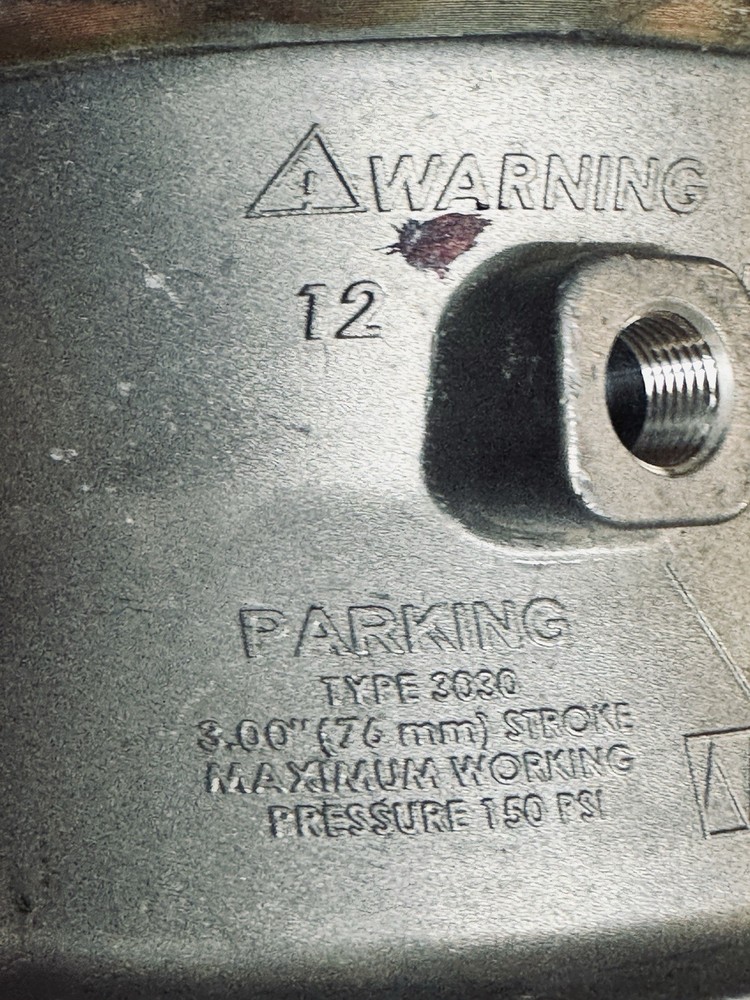 WARNING
12
PARKING
TYPE 3030
3.00" (76 mm) STROKE
MAXIMUM WORKING
PRESSURE 150 PSI